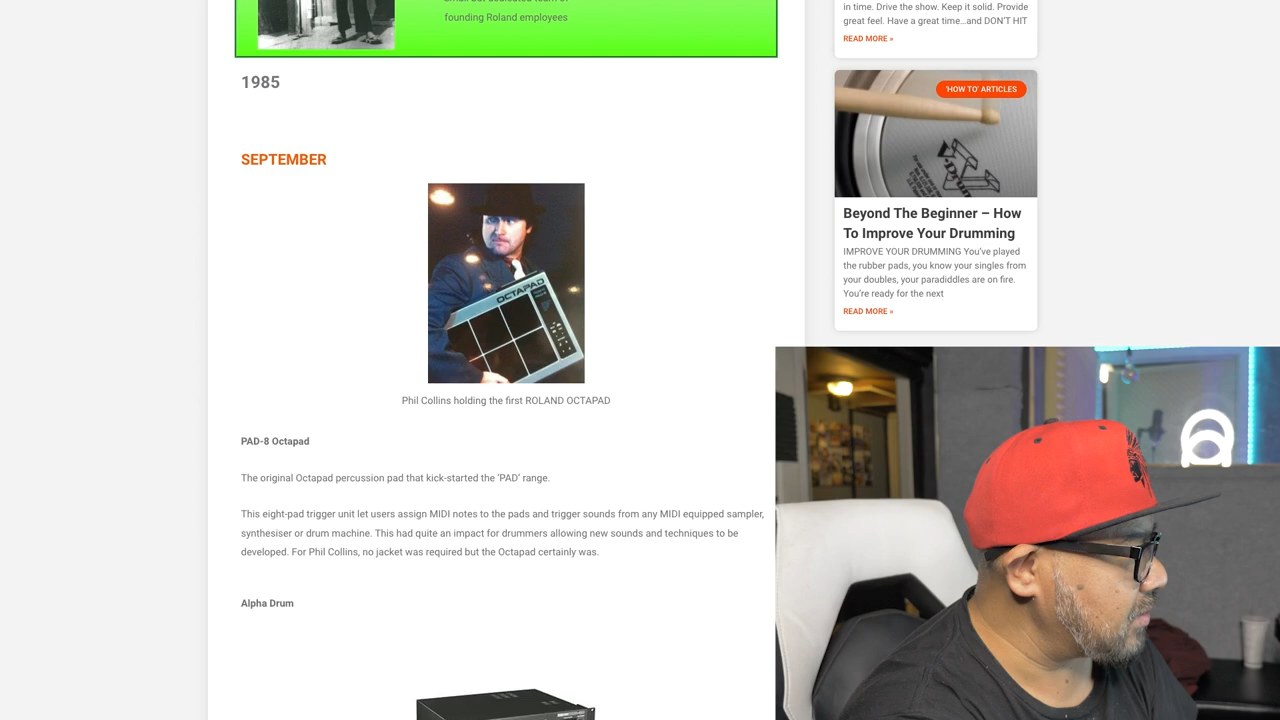 founding Roland employees
1985
SEPTEMBER
OCTAPAD
Phil Collins holding the first ROLAND OCTAPAD
PAD-8 Octapad
The original Octapad percussion pad that kick-started the ‘PAD’ range.
This eight-pad trigger unit let users assign MIDI notes to the pads and trigger sounds from any MIDI equipped sampler,
synthesiser or drum machine. This had quite an impact for drummers allowing new sounds and techniques to be
developed. For Phil Collins, no jacket was required but the Octapad certainly was.
Alpha Drum
in time. Drive the show. Keep it solid. Provide
great feel. Have a great time…and DON’T HIT
READ MORE »
'HOW TO' ARTICLES
Beyond The Beginner – How
To Improve Your Drumming
IMPROVE YOUR DRUMMING You’ve played
the rubber pads, you know your singles from
your doubles, your paradiddles are on fire.
You’re ready for the next
READ MORE »